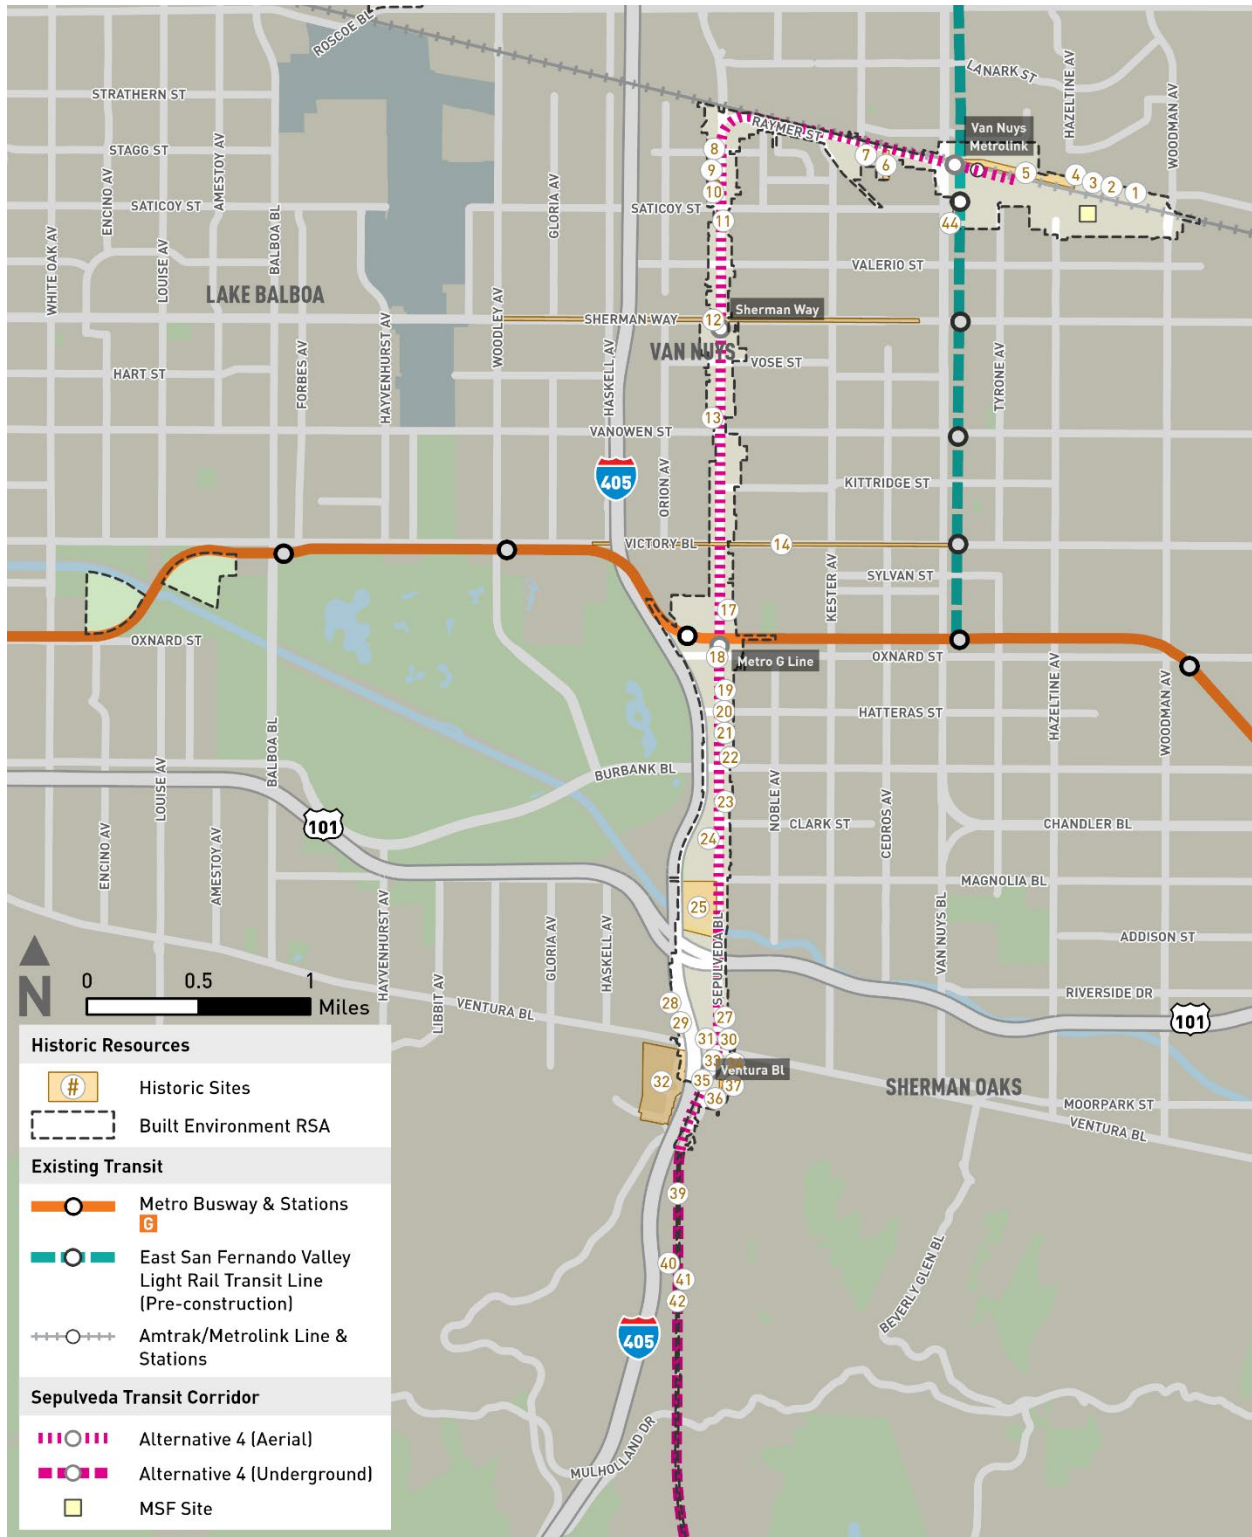 ROSCOE BL
LANARK ST
HAZELTINE AV
WOODMAN AV
STRATHERN ST
RAYMER ST
Van Nuys
Metrolink
STAGG ST
8
7
6
5
4
3
2
1
9
10
ENCINO AV
AMESTOY AV
GLORIA AV
SATICOY ST
SATICOY ST
11
44
WHITE OAK AV
LOUISE AV
BALBOA BL
VALERIO ST
LAKE BALBOA
WOODLEY AV
SHERMAN WAY
12
Sherman Way
HASKELL AV
VAN NUYS
VOSE ST
HART ST
FORBES AV
HAYVENHURST AV
TYRONE AV
13
VANOWEN ST
405
ORION AV
KITTRIDGE ST
VICTORY BL
14
KESTER AV
SYLVAN ST
17
OXNARD ST
18
Metro G Line
OXNARD ST
19
20
HATTERAS ST
HAZELTINE AV
WOODMAN AV
21
22
BALBOA BL
BURBANK BL
LOUISE AV
23
NOBLE AV
101
24
CLARK ST
CEDROS AV
CHANDLER BL
ENCINO AV
AMESTOY AV
HAYVENHURST AV
MAGNOLIA BL
25
GLORIA AV
HASKELL AV
SEPULVEDA BL
VAN NUYS BL
ADDISON ST
N
0 0.5 1
Miles
LIBBIT AV
VENTURA BL
RIVERSIDE DR
101
28
29
27
31
30
33
32
35
Ventura Bl
37
36
SHERMAN OAKS
MOORPARK ST
VENTURA BL
39
40
41
42
BEVERLY GLEN BL
405
MULHOLLAND DR
Historic Resources
# Historic Sites
Built Environment RSA
Existing Transit
Metro Busway & Stations
G
East San Fernando Valley
Light Rail Transit Line
(Pre-construction)
Amtrak/Metrolink Line &
Stations
Sepulveda Transit Corridor
Alternative 4 (Aerial)
Alternative 4 (Underground)
MSF Site